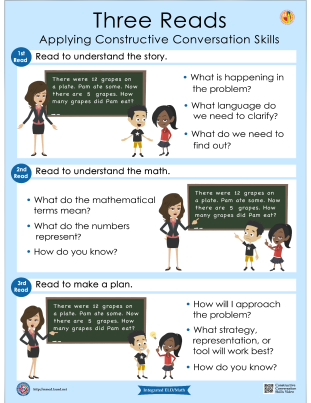 Three Reads
Applying Constructive Conversation Skills
1st
Read
Read to understand the story.
There were 12 grapes on
a plate. Pam ate some. Now
there are 5 grapes. How
many grapes did Pam eat?
• What is happening in
the problem?
• What language do
we need to clarify?
• What do we need to
find out?
2nd
Read
Read to understand the math.
• What do the mathematical
terms mean?
• What do the numbers
represent?
• How do you know?
There were 12 grapes on
a plate. Pam ate some. Now
there are 5 grapes. How
many grapes did Pam eat?
3rd
Read
Read to make a plan.
There were 12 grapes on
a plate. Pam ate some. Now
there are 5 grapes. How
many grapes did Pam eat?
• How will I approach
the problem?
• What strategy,
representation, or
tool will work best?
• How do you know?
Integrated ELD/Math
Constructive
Conversation
Skills Video